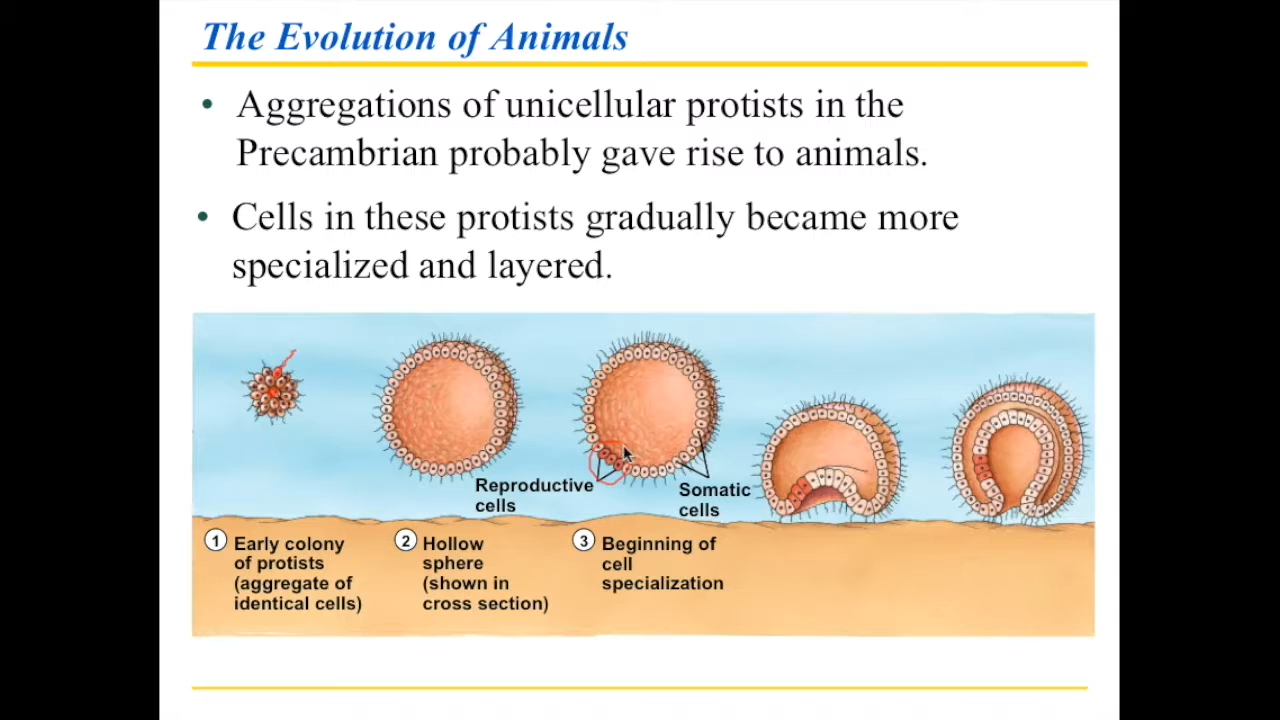 The Evolution of Animals
• Aggregations of unicellular protists in the
Precambrian probably gave rise to animals.
• Cells in these protists gradually became more
specialized and layered.
Reproductive
cells
Somatic
cells
1 Early colony
of protists
(aggregate of
identical cells)
2 Hollow
sphere
(shown in
cross section)
3 Beginning of
cell
specialization